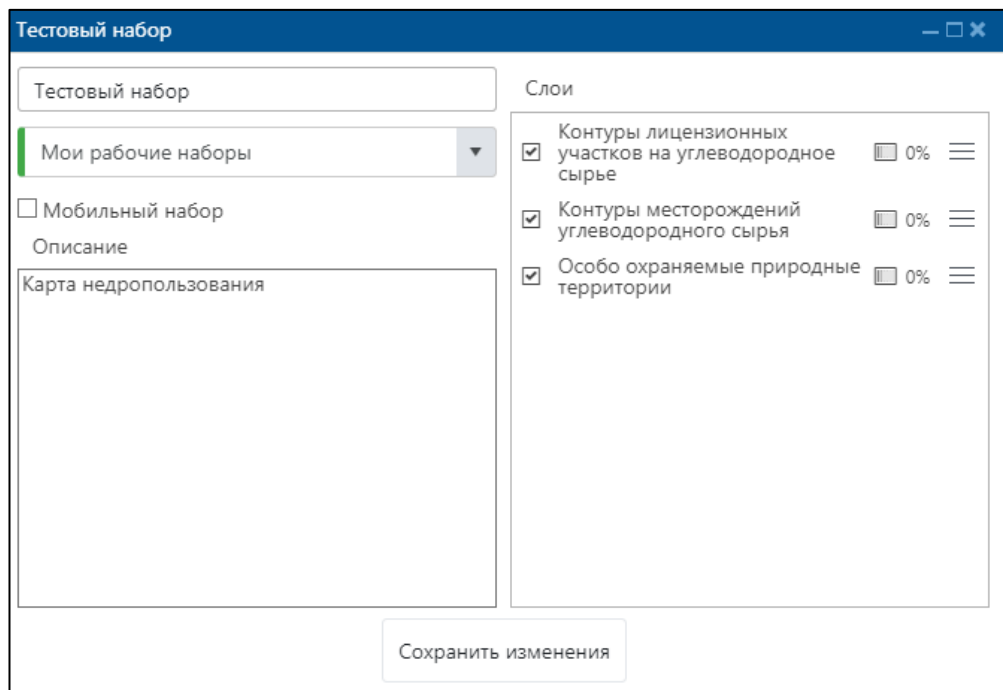 Тестовый набор
Тестовый набор
Мои рабочие наборы
Мобильный набор
Описание
Карта недропользования
Слои
Контуры лицензионных
участков на углеводородное
сырье
0%
Контуры месторождений
углеводородного сырья
0%
Особо охраняемые природные
территории
0%
Сохранить изменения